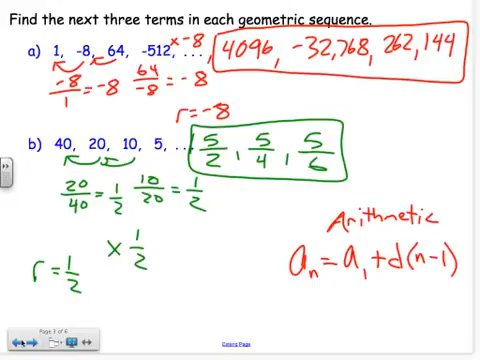 Find the next three terms in each geometric sequence.
a) 1, -8, 64, -512, . . . × -8 4096, -32,768, 262,144
-8/1 = -8 64/-8 = -8
r = -8
b) 40, 20, 10, 5, . . . 5/2, 5/4, 5/6
20/40 = 1/2 10/20 = 1/2
× 1/2
r = 1/2
Arithmetic
aₙ = a₁ + d(n-1)
Page 3 of 6
Extend Page